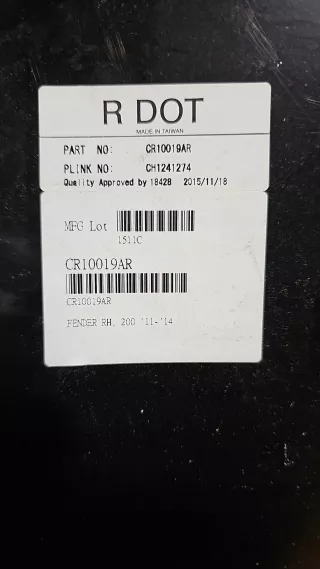 R DOT
MADE IN TAIWAN
PART NO: CR10019AR
PLINK NO: CH1241274
Quality Approved by 1842B 2015/11/18
MFG Lot
1511C
CR10019AR
CR10019AR
FENDER RH, 200 '11-'14